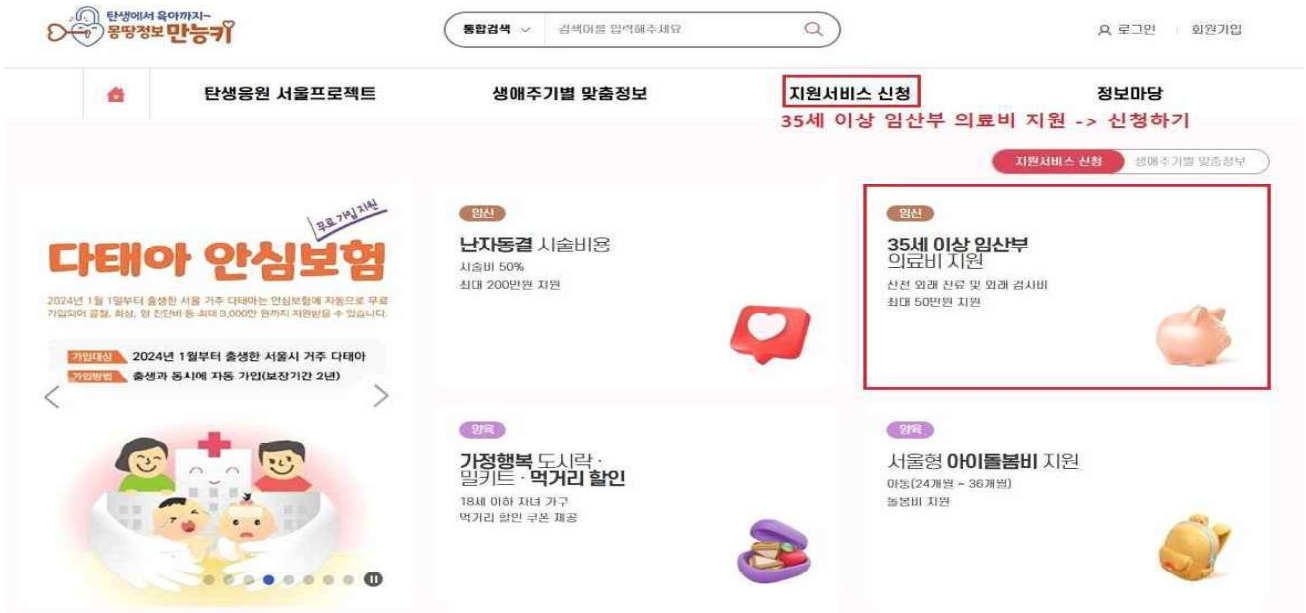 탄생에서 육아까지~
몽땅정보 만능키
통합검색
검색어를 입력해주세요
로그인
회원가입
탄생응원 서울프로젝트
생애주기별 맞춤정보
지원서비스 신청
정보마당
35세 이상 임산부 의료비 지원 -> 신청하기
지원서비스 신청
생애주기별 맞춤정보
무료가입지원
다태아 안심보험
2024년 1월 1일부터 출생한 서울 거주 다태아는 안심보험에 자동으로 무료
가입되어 골절, 화상, 암 진단비 등 최대 3,000만 원까지 지원받을 수 있습니다.
가입대상 2024년 1월부터 출생한 서울시 거주 다태아
가입방법 출생과 동시에 자동 가입(보장기간 2년)
임신
난자동결 시술비용
시술비 50%
최대 200만원 지원
임신
35세 이상 임산부
의료비 지원
산전 외래 진료 및 외래 검사비
최대 50만원 지원
양육
가정행복 도시락·
밀키트·먹거리 할인
18세 이하 자녀 가구
먹거리 할인 쿠폰 제공
양육
서울형 아이돌봄비 지원
아동(24개월 ~ 36개월)
돌봄비 지원